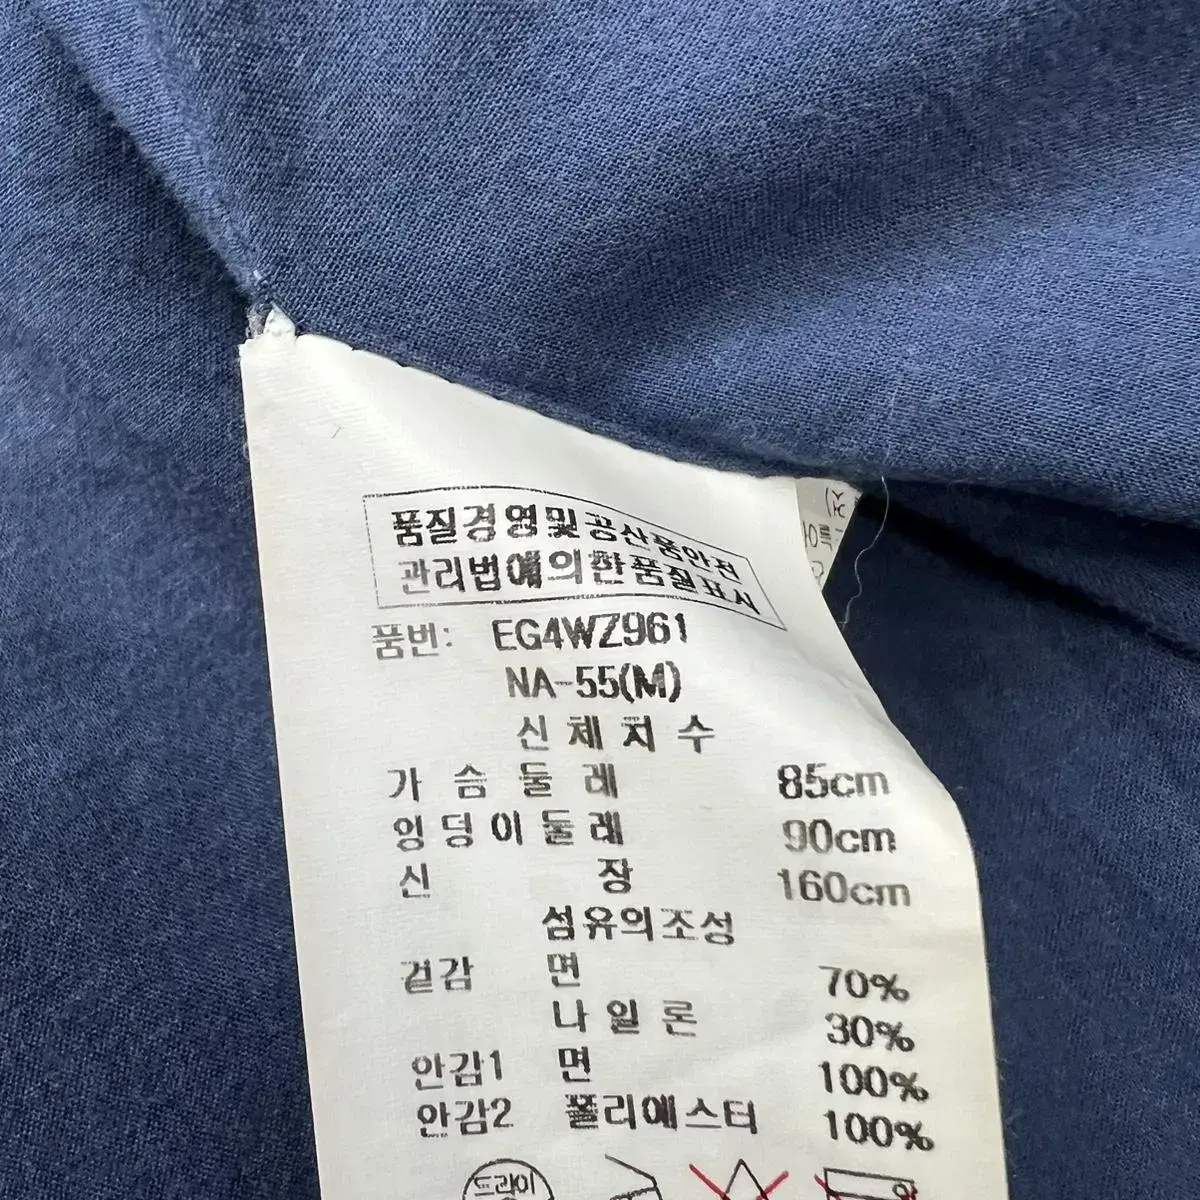 품질경영및공산품안전
관리법에의한품질표시
품번: EG4WZ961
NA-55(M)
신체치수
가슴둘레 85cm
엉덩이둘레 90cm
신장 160cm
섬유의조성
겉감 면 70%
나일론 30%
안감1 면 100%
안감2 폴리에스터 100%
드라이